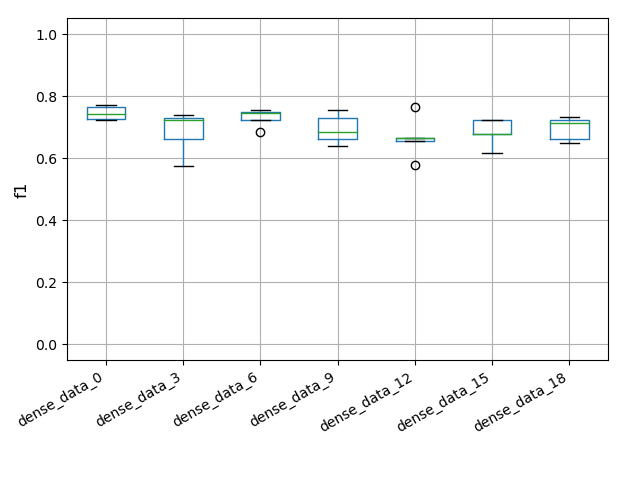 1.0
0.8
0.6
0.4
0.2
0.0
f1
dense_data_0
dense_data_3
dense_data_6
dense_data_9
dense_data_12
dense_data_15
dense_data_18